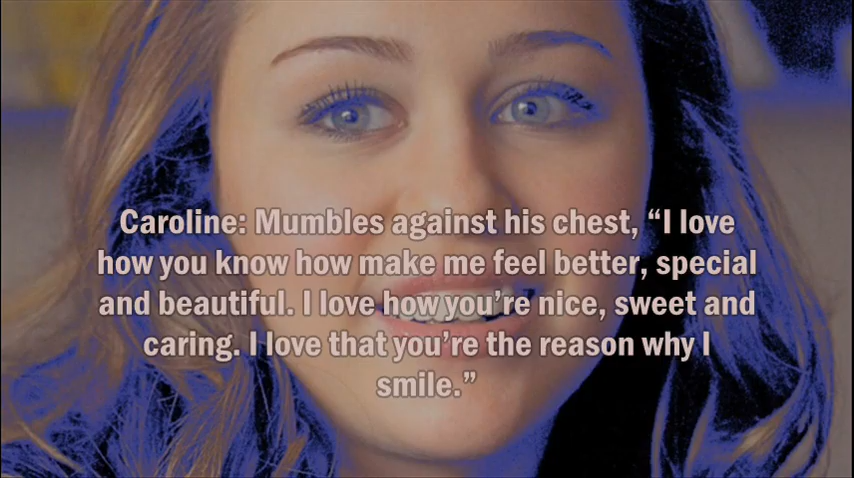 Caroline: Mumbles against his chest, “I love
how you know how make me feel better, special
and beautiful. I love how you’re nice, sweet and
caring. I love that you’re the reason why I
smile.”